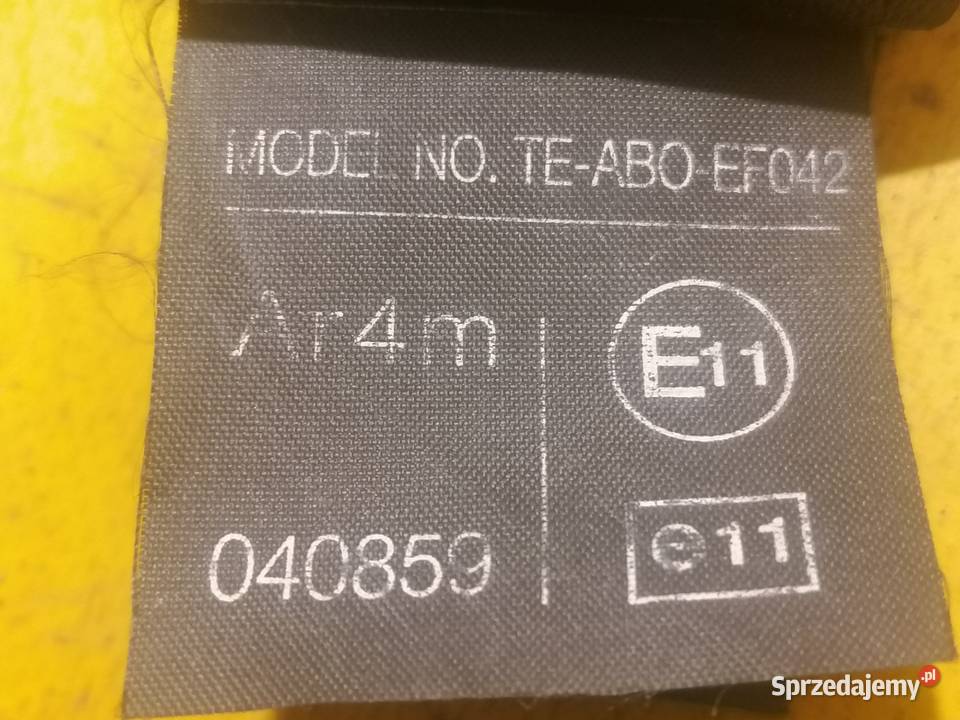 MODEL NO. TE-ABO-EF042
Ar4m
E11
040859
e11
Sprzedajemy.pl